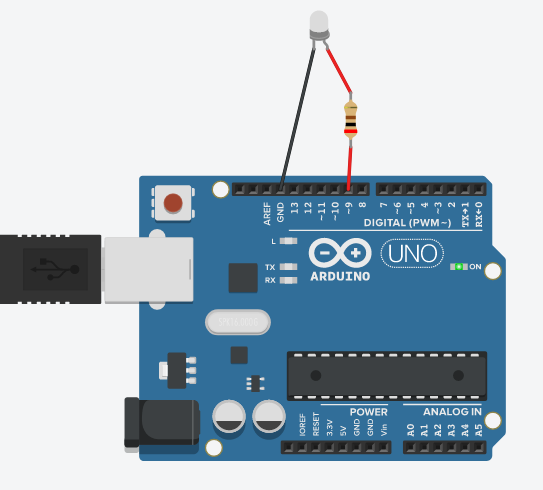 AREF
GND
13
12
~11
~10
~9
8
7
~6
~5
4
~3
2
TX→1
RX←0
DIGITAL (PWM~)
L
TX
RX
ARDUINO
UNO
ON
IOREF
RESET
3.3V
5V
GND
GND
Vin
POWER
ANALOG IN
A0
A1
A2
A3
A4
A5